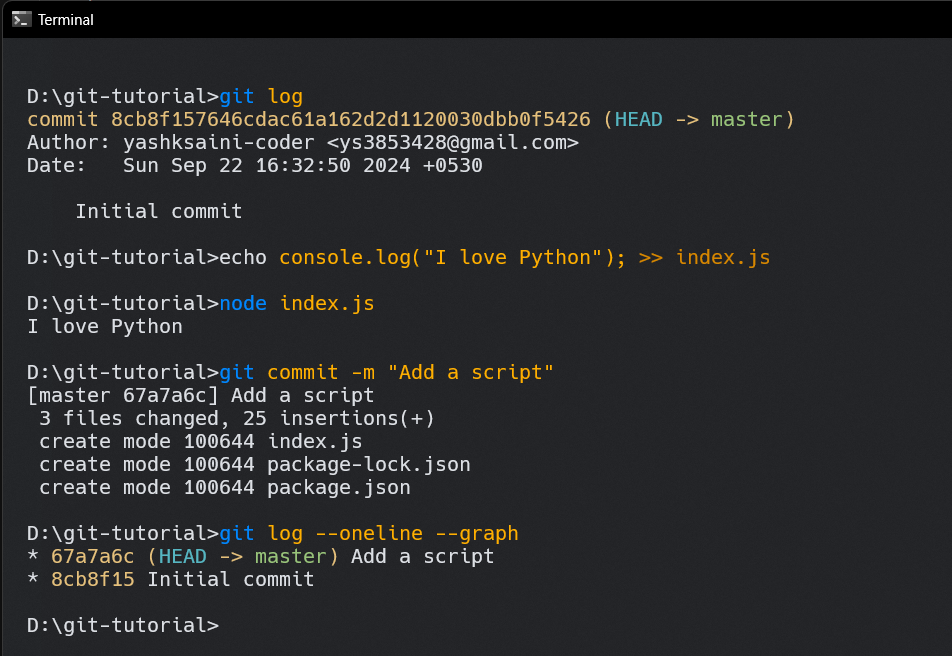 Terminal
D:\git-tutorial>git log
commit 8cb8f157646cdac61a162d2d1120030dbb0f5426 (HEAD -> master)
Author: yashksaini-coder <ys3853428@gmail.com>
Date:   Sun Sep 22 16:32:50 2024 +0530
    Initial commit
D:\git-tutorial>echo console.log("I love Python"); >> index.js
D:\git-tutorial>node index.js
I love Python
D:\git-tutorial>git commit -m "Add a script"
[master 67a7a6c] Add a script
 3 files changed, 25 insertions(+)
 create mode 100644 index.js
 create mode 100644 package-lock.json
 create mode 100644 package.json
D:\git-tutorial>git log --oneline --graph
* 67a7a6c (HEAD -> master) Add a script
* 8cb8f15 Initial commit
D:\git-tutorial>